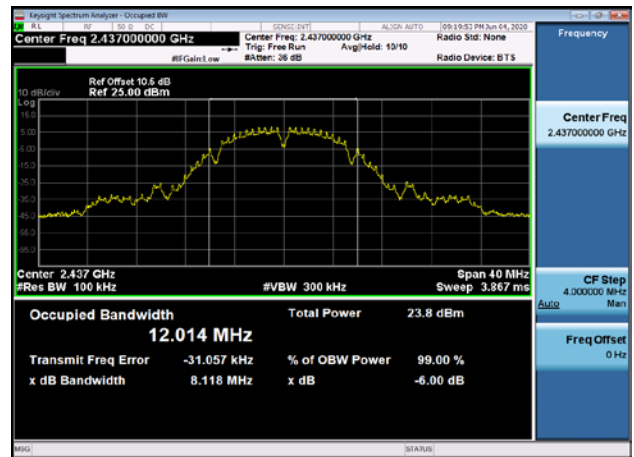 Keysight Spectrum Analyzer - Occupied BW
RL RF 50 Ω DC SENSE:INT ALIGN AUTO 09:19:53 PM Jun 04, 2020
Center Freq 2.437000000 GHz Center Freq: 2.437000000 GHz Radio Std: None Frequency
Trig: Free Run Avg|Hold: 10/10
#IFGain:Low #Atten: 36 dB Radio Device: BTS
Ref Offset 10.6 dB
10 dB/div Ref 25.00 dBm
Log
15.0
5.00
-5.00
-15.0
-25.0
-35.0
-45.0
-55.0
-65.0
Center Freq
2.437000000 GHz
Center 2.437 GHz Span 40 MHz
#Res BW 100 kHz #VBW 300 kHz Sweep 3.867 ms
CF Step
4.000000 MHz
Auto Man
Occupied Bandwidth Total Power 23.8 dBm
12.014 MHz
Freq Offset
0 Hz
Transmit Freq Error -31.057 kHz % of OBW Power 99.00 %
x dB Bandwidth 8.118 MHz x dB -6.00 dB
MSG STATUS